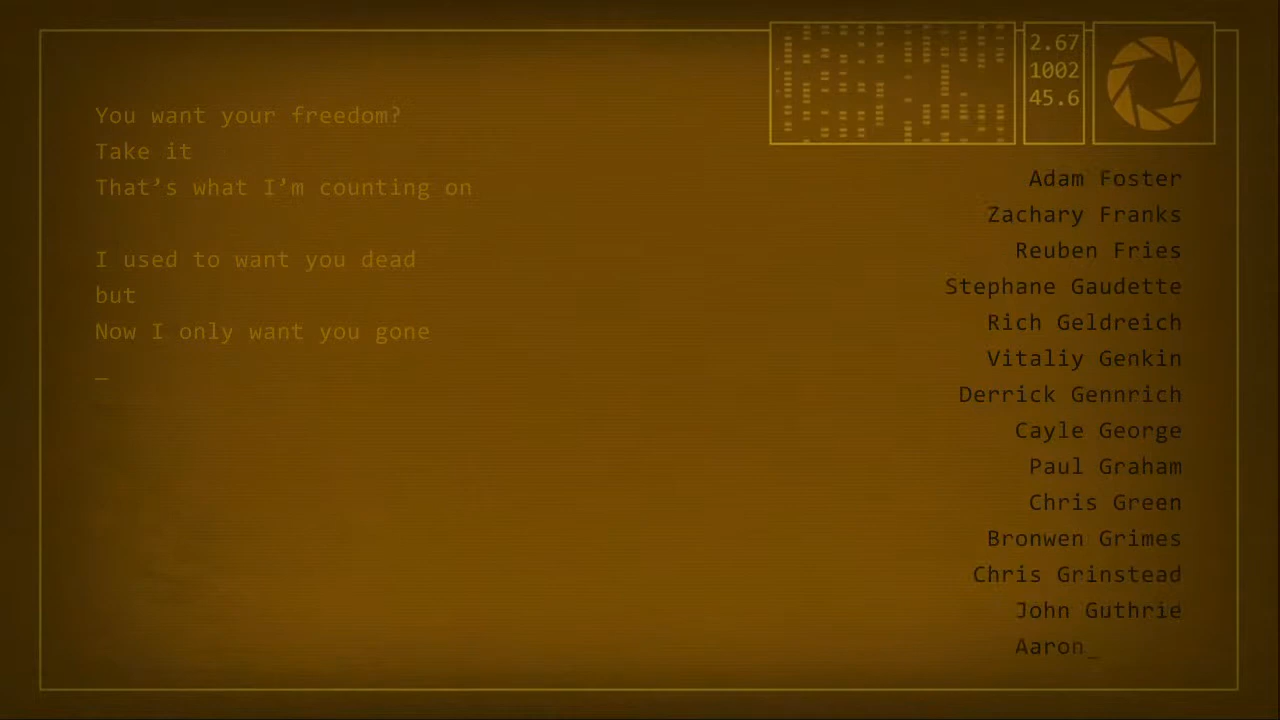 You want your freedom?
Take it
That’s what I’m counting on
I used to want you dead
but
Now I only want you gone
_
2.67
1002
45.6
Adam Foster
Zachary Franks
Reuben Fries
Stephane Gaudette
Rich Geldreich
Vitaliy Genkin
Derrick Gennrich
Cayle George
Paul Graham
Chris Green
Bronwen Grimes
Chris Grinstead
John Guthrie
Aaron_